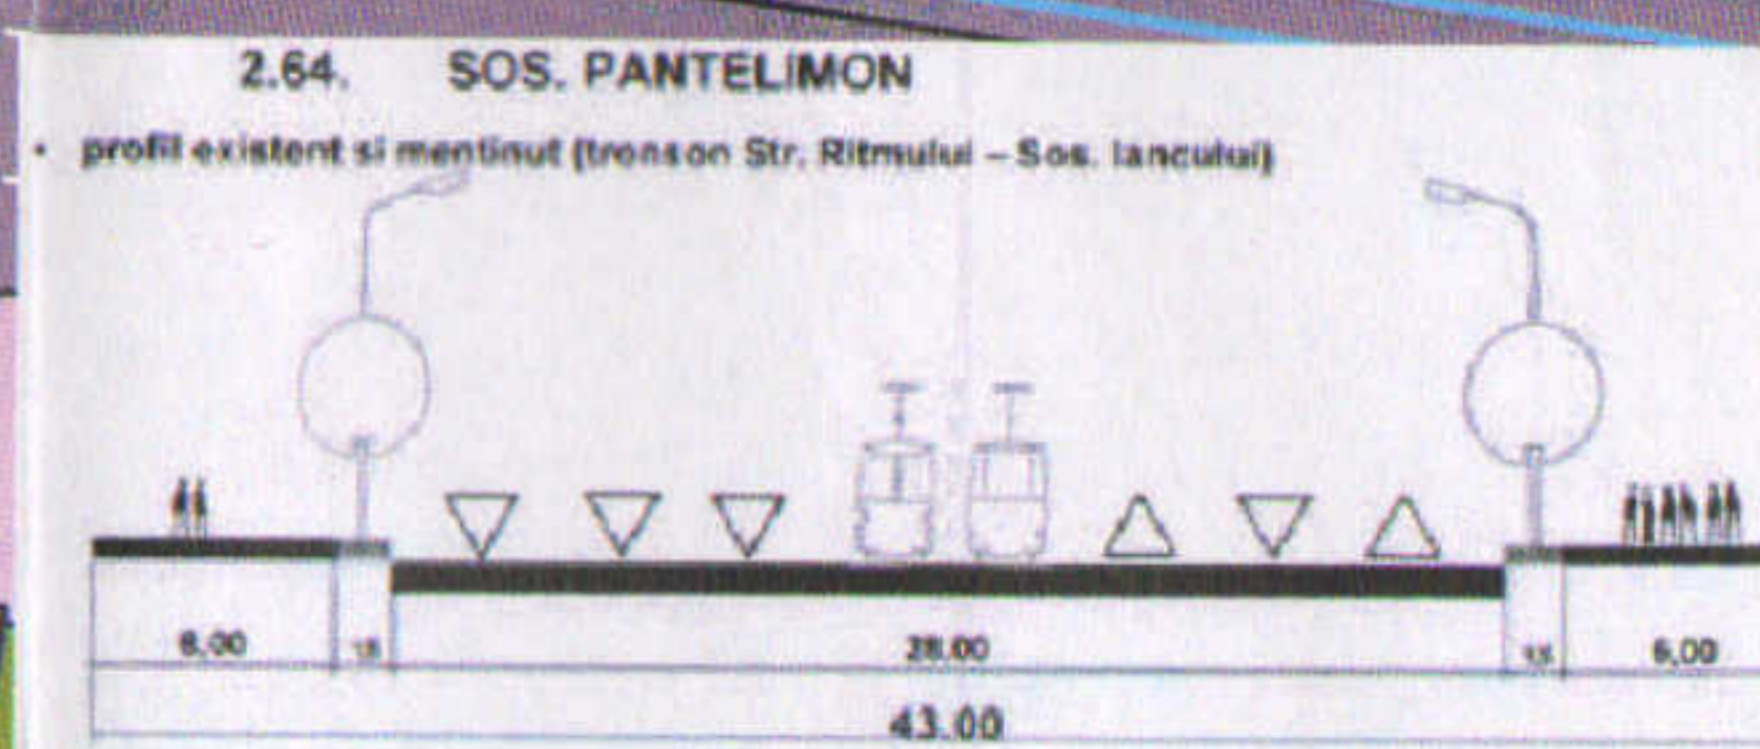 2.64. SOS. PANTELIMON
• profil existent si mentinut (tronson Str. Ritmului – Sos. Iancului)
6,00 28.00 6,00
43.00